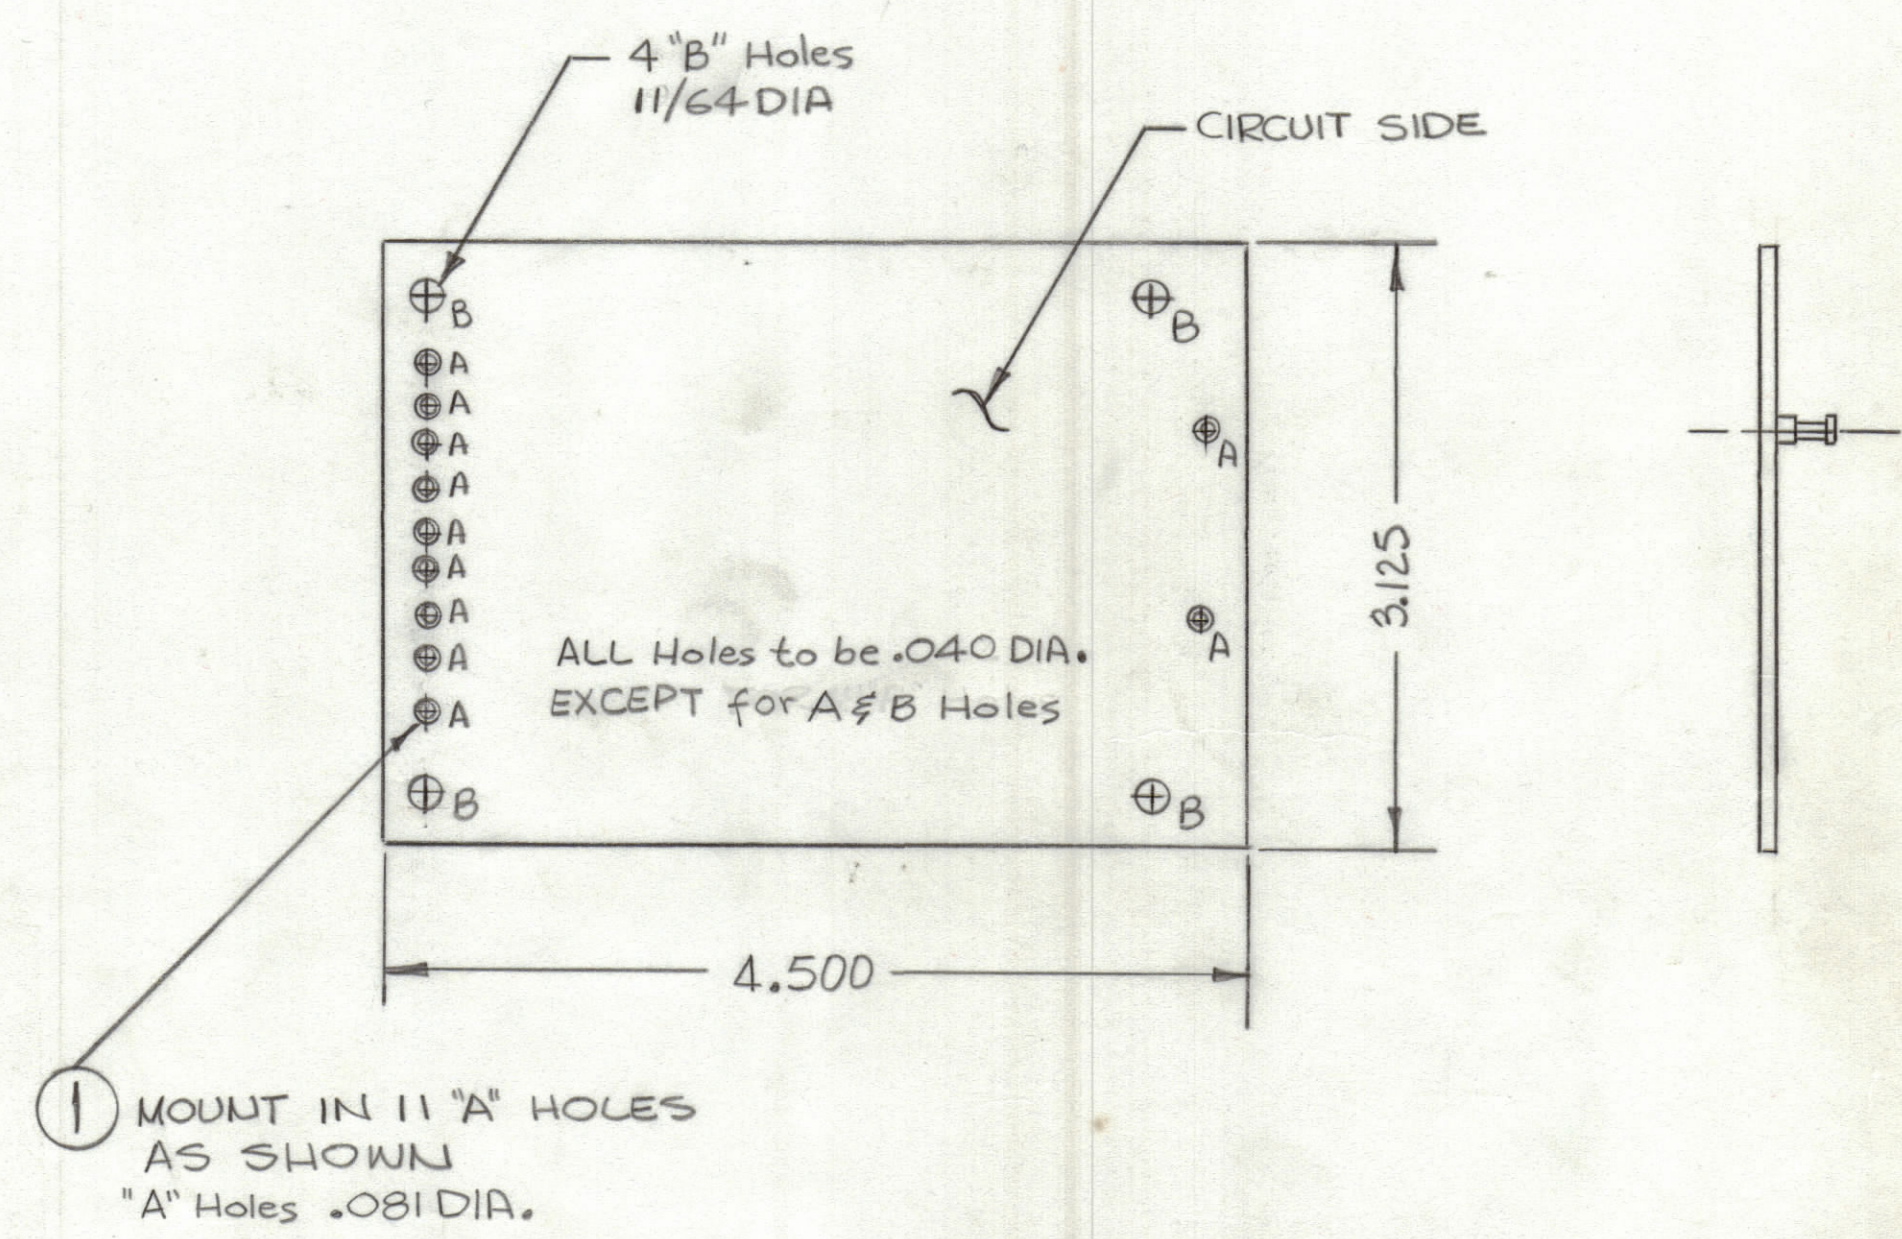 4 "B" Holes
11/64 DIA
CIRCUIT SIDE
B
B
A
A
A
A
A
A
A
A
A
A
A
ALL Holes to be .040 DIA.
EXCEPT for A & B Holes
B
B
3.125
4.500
1 MOUNT IN 11 "A" HOLES
AS SHOWN
"A" Holes .081 DIA.